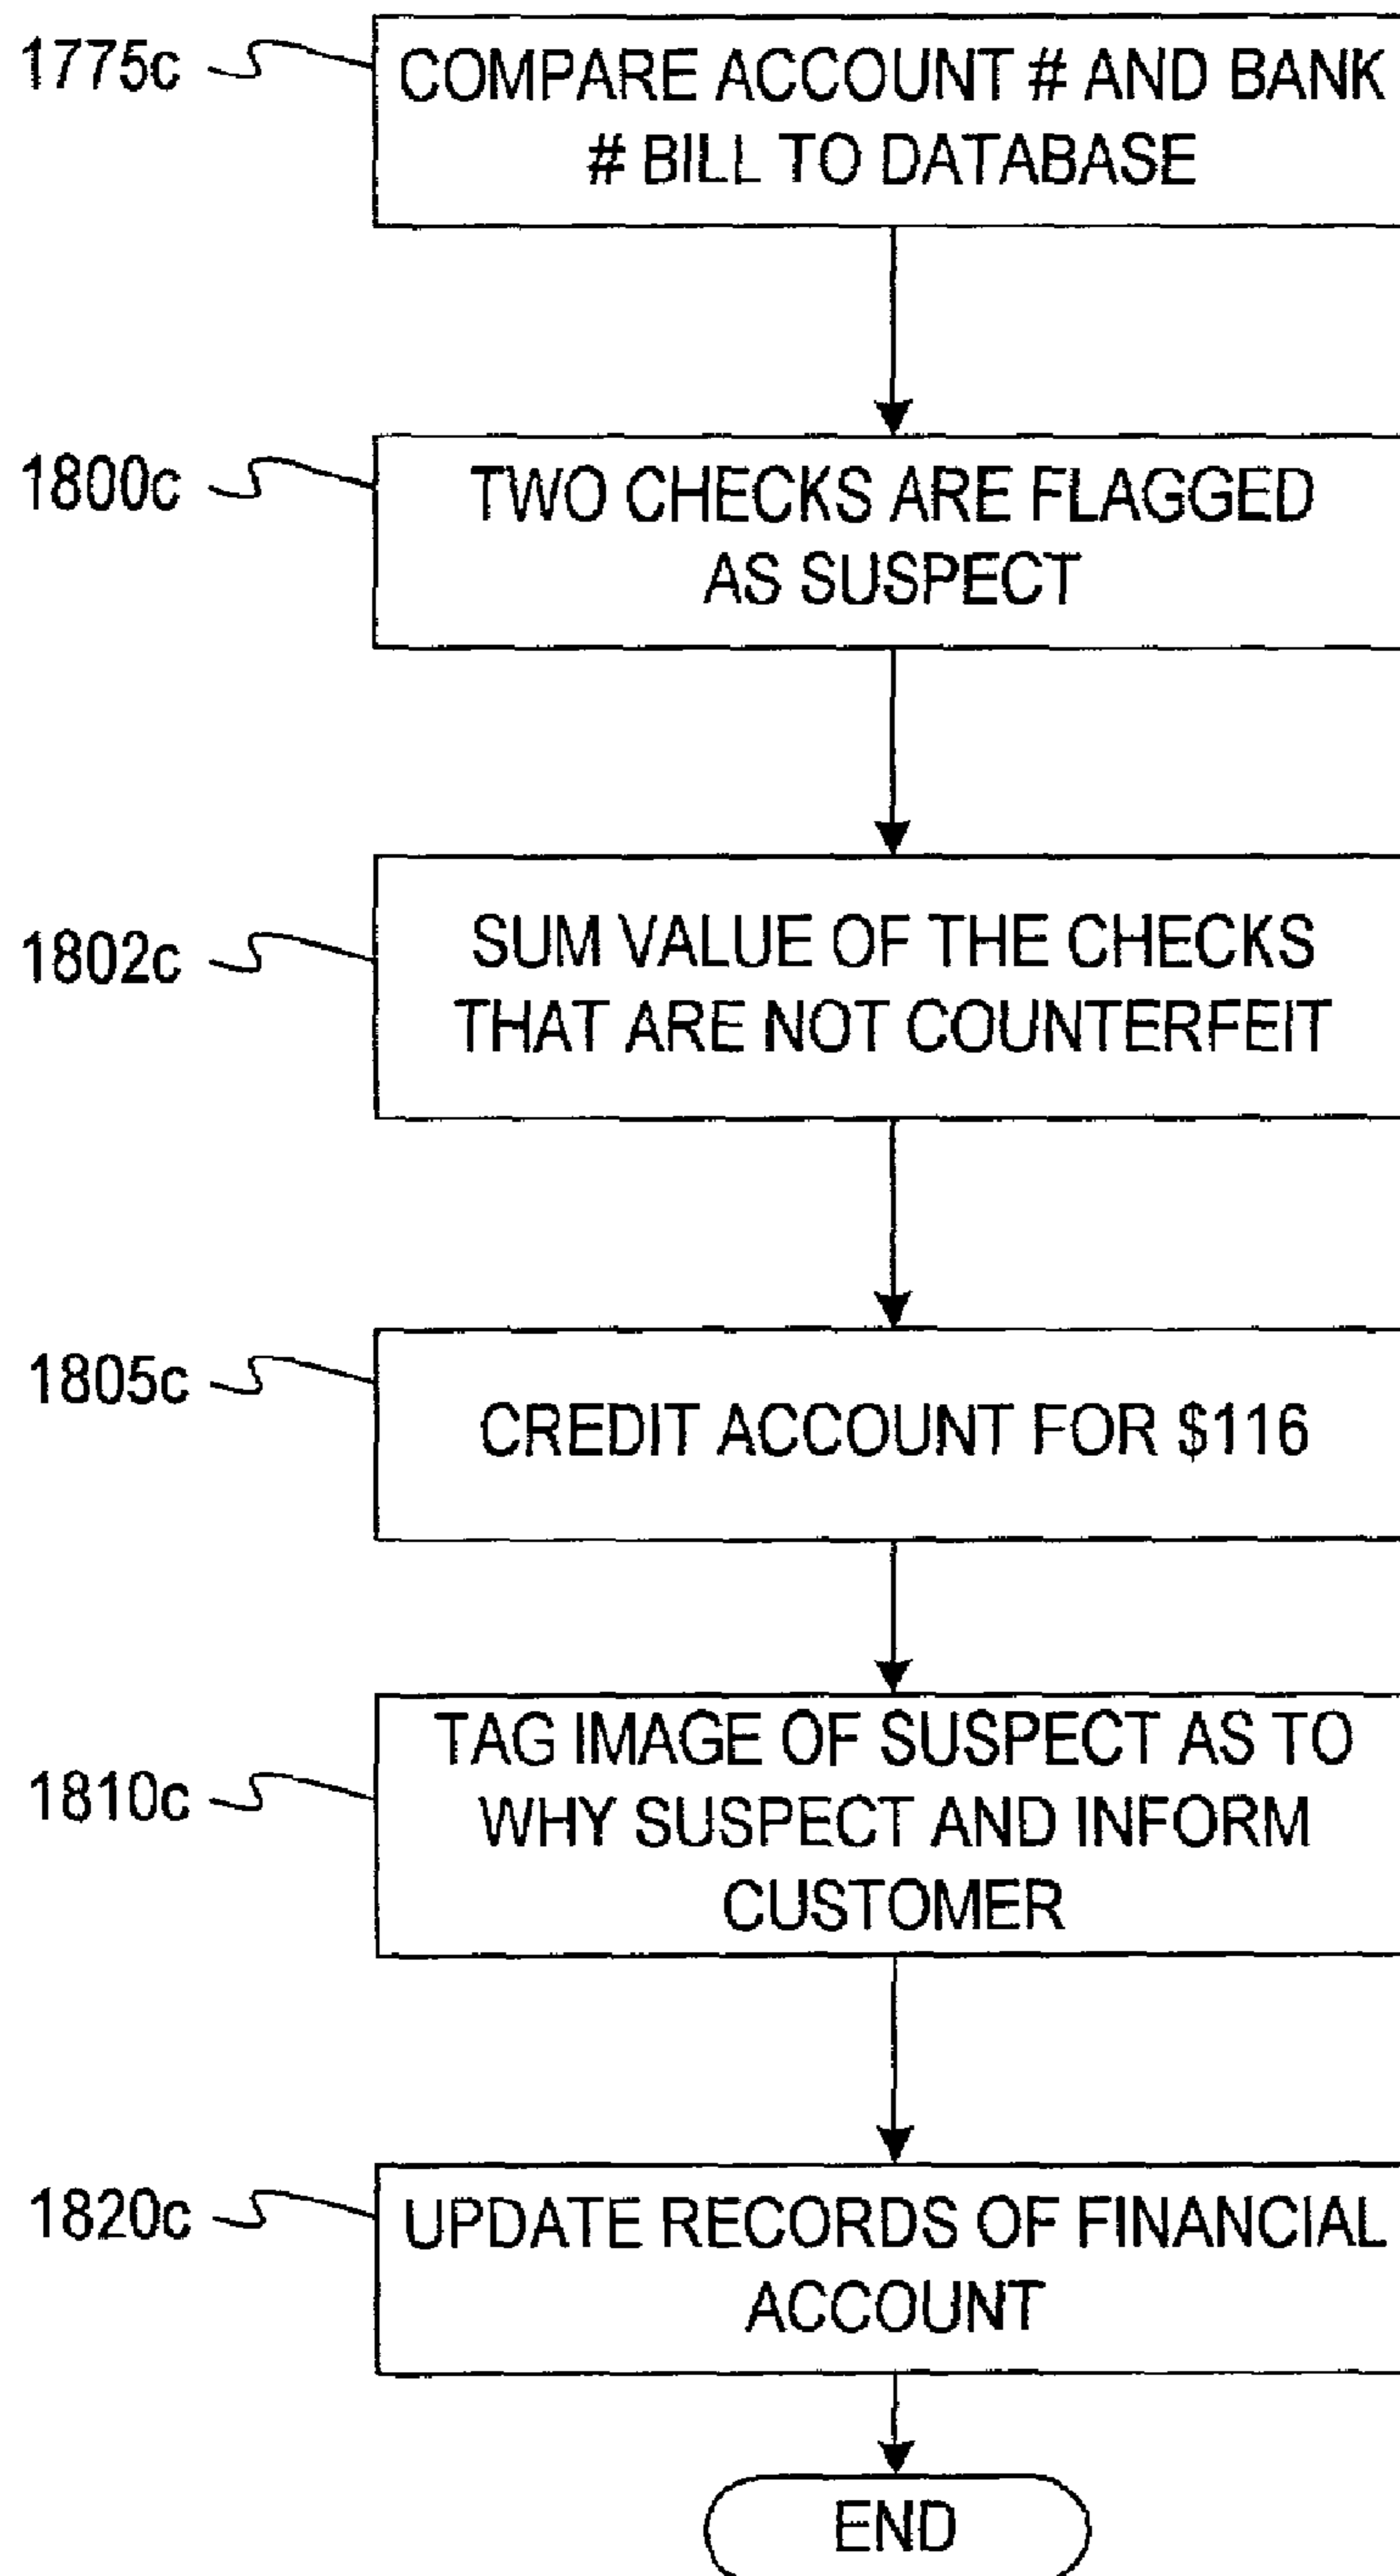 1775c
COMPARE ACCOUNT # AND BANK
# BILL TO DATABASE
1800c
TWO CHECKS ARE FLAGGED
AS SUSPECT
1802c
SUM VALUE OF THE CHECKS
THAT ARE NOT COUNTERFEIT
1805c
CREDIT ACCOUNT FOR $116
1810c
TAG IMAGE OF SUSPECT AS TO
WHY SUSPECT AND INFORM
CUSTOMER
1820c
UPDATE RECORDS OF FINANCIAL
ACCOUNT
END